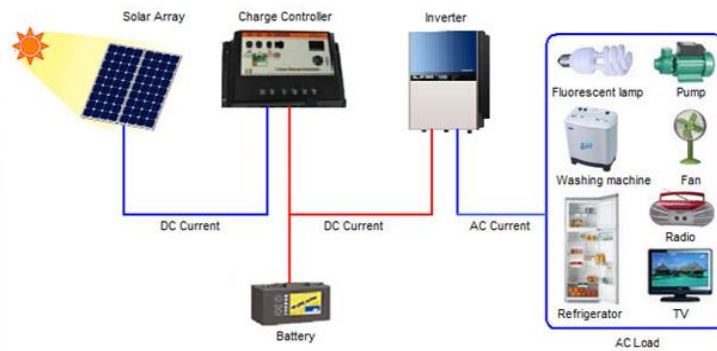 Solar Array
Charge Controller
Inverter
Fluorescent lamp
Pump
Washing machine
Fan
DC Current
DC Current
AC Current
Radio
Battery
Refrigerator
TV
AC Load